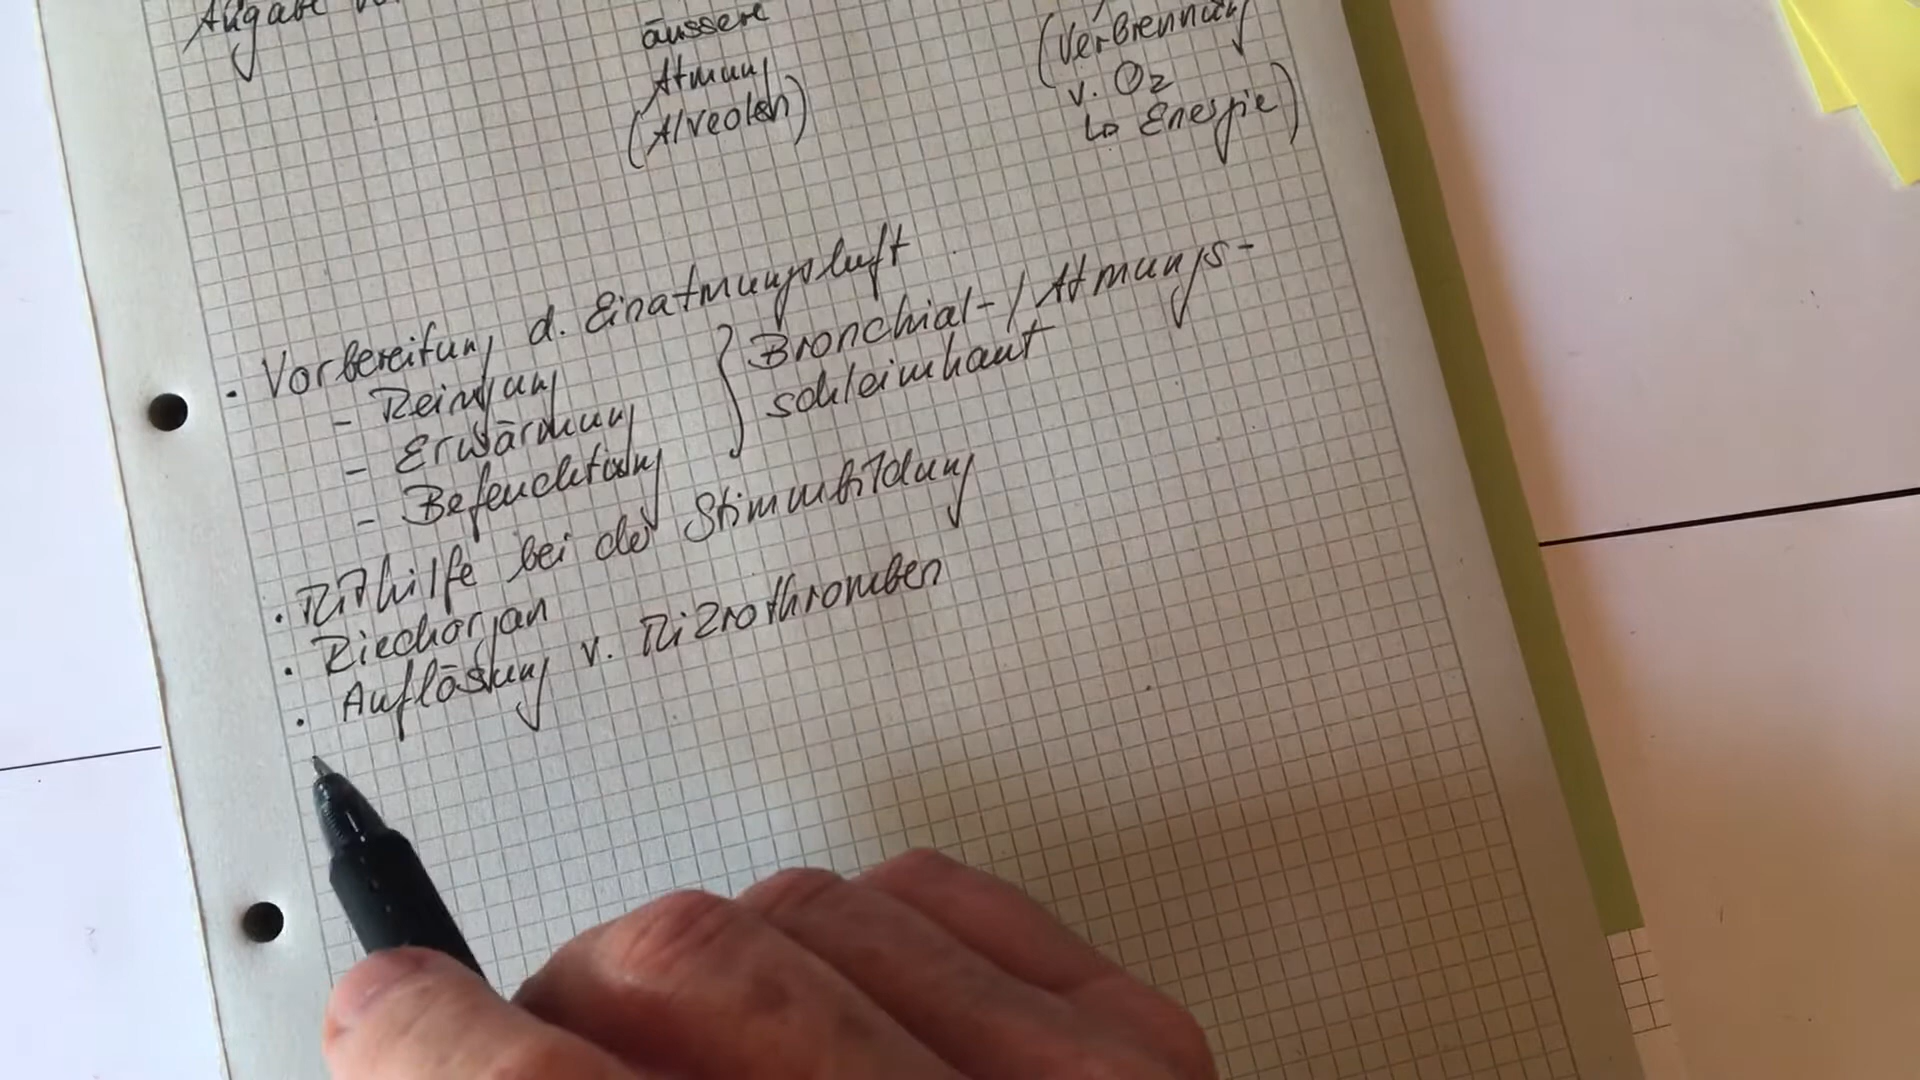 äussere
Atmung
(Alveolen)
(Verbrennung
v. O2
↳ Energie)
• Vorbereitung d. Einatmungsluft
- Reinigung
- Erwärmung
- Befeuchtung
} Bronchial-/Atmungs-
schleimhaut
• Mithilfe bei der Stimmbildung
• Riechorgan
• Auflösung v. Mikrothromben